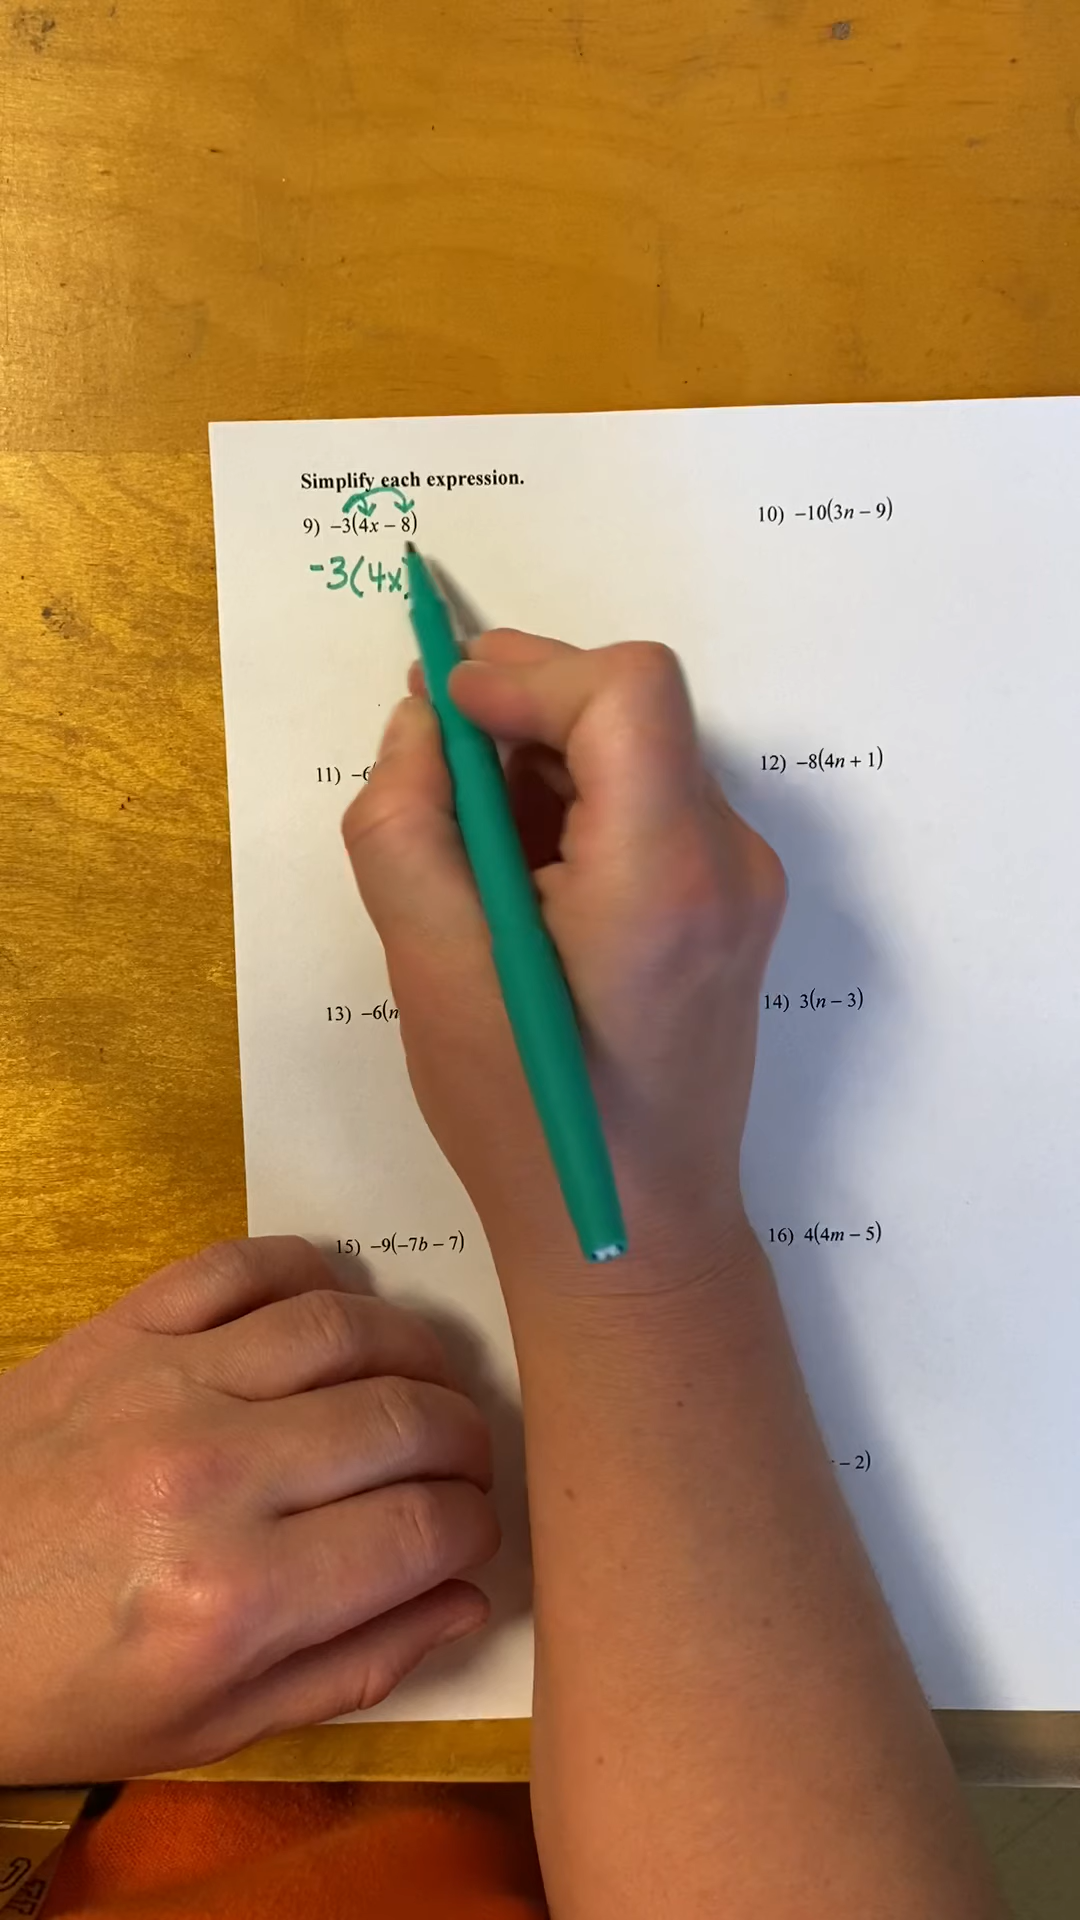 Simplify each expression.
9) −3(4x − 8)
10) −10(3n − 9)
-3(4x)
11) −6
12) −8(4n + 1)
13) −6(n
14) 3(n − 3)
15) −9(−7b − 7)
16) 4(4m − 5)
− 2)